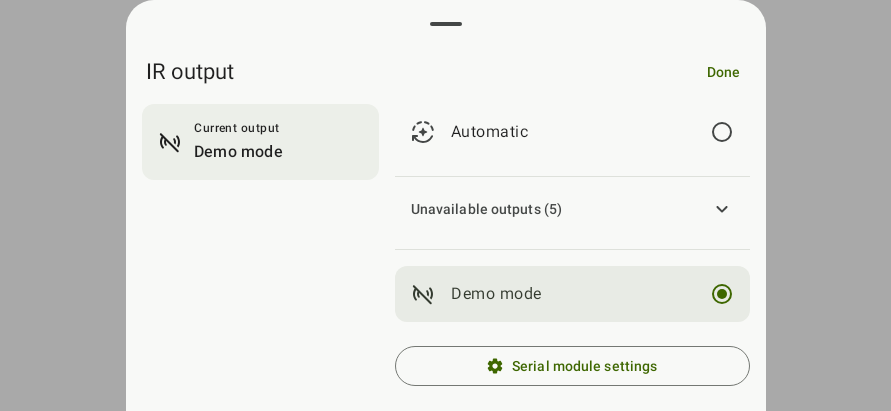 IR output
Done
Current output
Demo mode
Automatic
Unavailable outputs (5)
Demo mode
Serial module settings